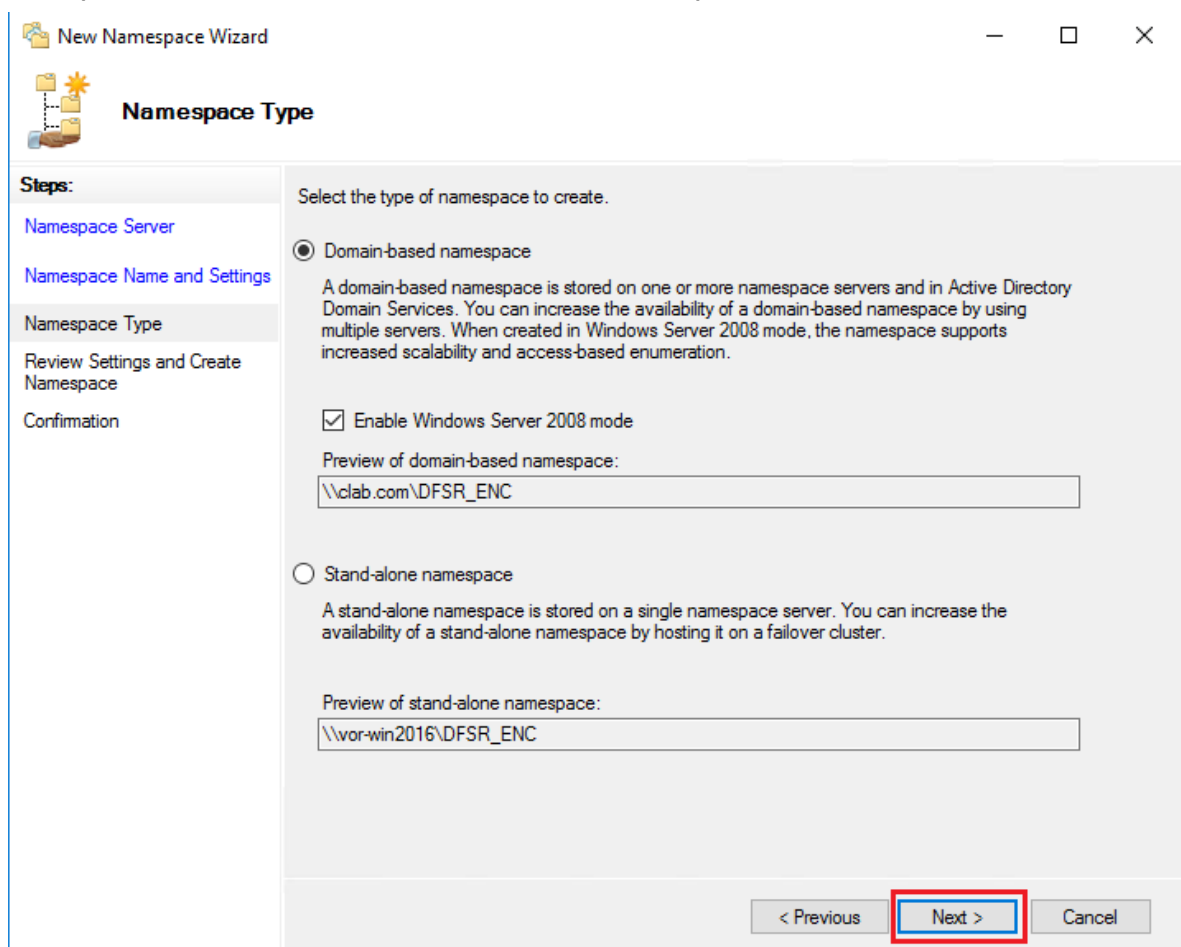 New Namespace Wizard
Namespace Type
Steps:
Namespace Server
Namespace Name and Settings
Namespace Type
Review Settings and Create
Namespace
Confirmation
Select the type of namespace to create.
Domain-based namespace
A domain-based namespace is stored on one or more namespace servers and in Active Directory
Domain Services. You can increase the availability of a domain-based namespace by using
multiple servers. When created in Windows Server 2008 mode, the namespace supports
increased scalability and access-based enumeration.
Enable Windows Server 2008 mode
Preview of domain-based namespace:
\\clab.com\DFSR_ENC
Stand-alone namespace
A stand-alone namespace is stored on a single namespace server. You can increase the
availability of a stand-alone namespace by hosting it on a failover cluster.
Preview of stand-alone namespace:
\\vor-win2016\DFSR_ENC
< Previous
Next >
Cancel